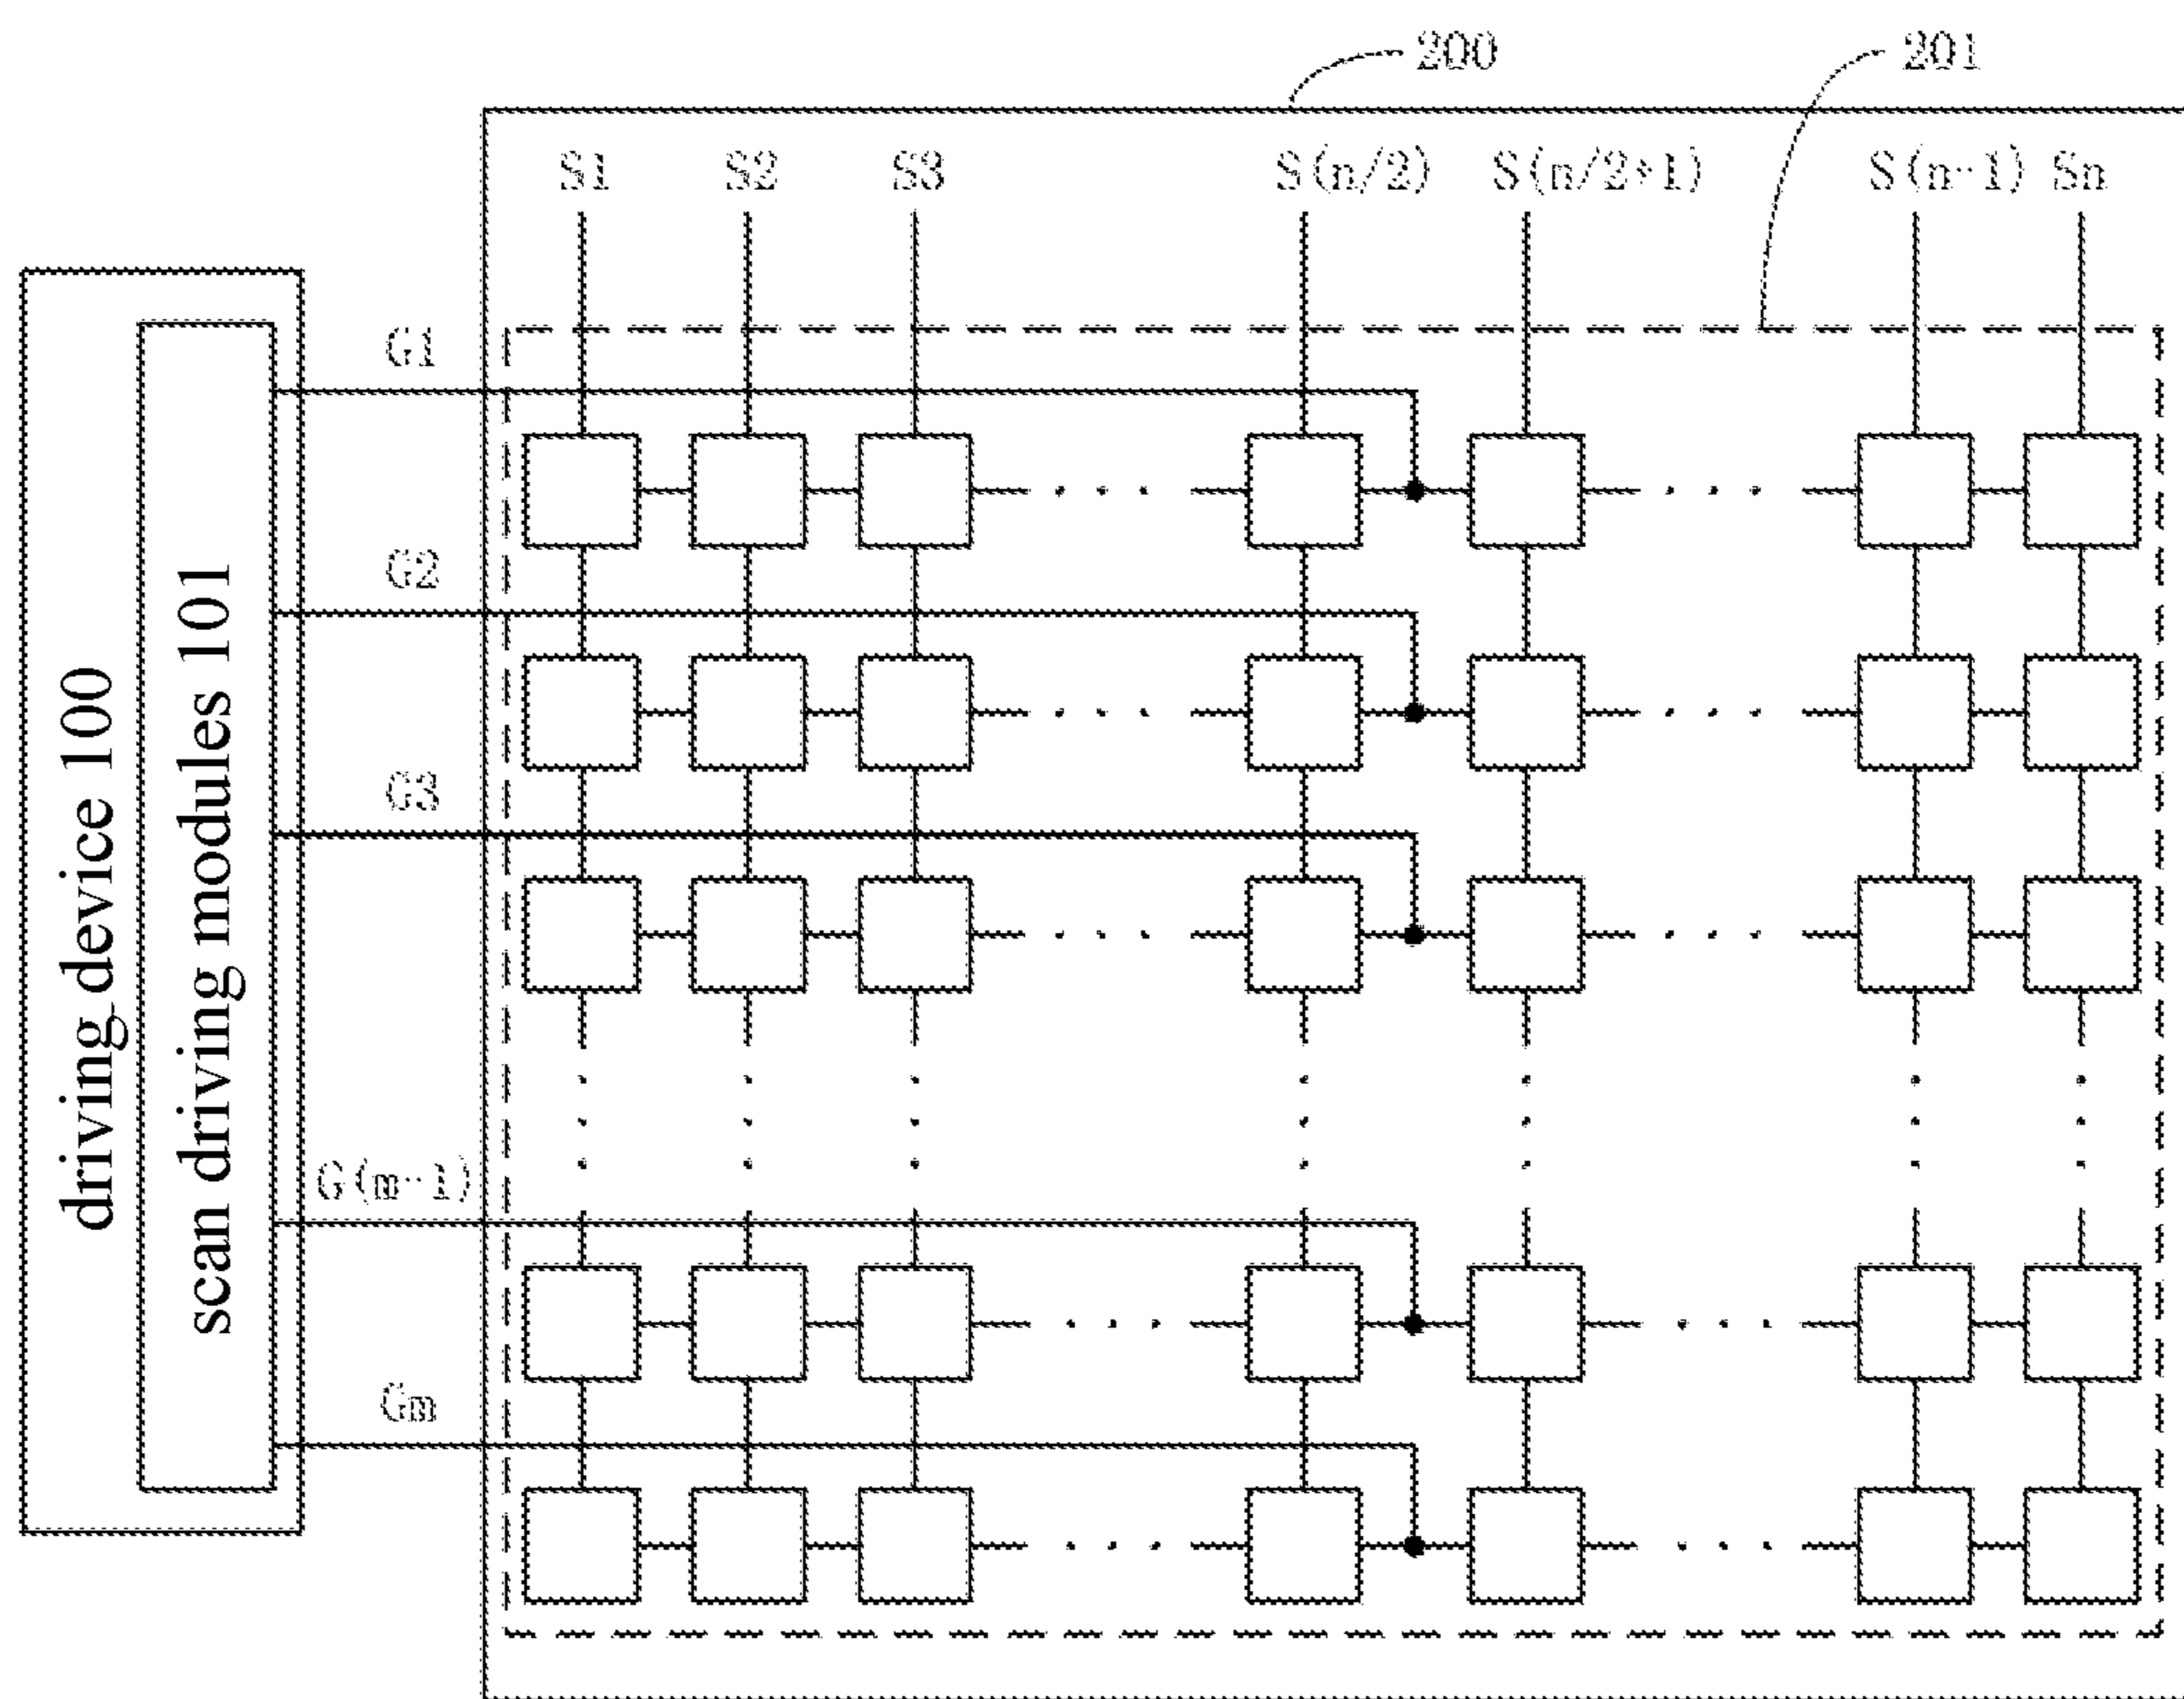 200
201
S1 S2 S3 S(n/2) S(n/2+1) S(n-1) Sn
G1
G2
G3
G(m-1)
Gm
driving device 100
scan driving modules 101